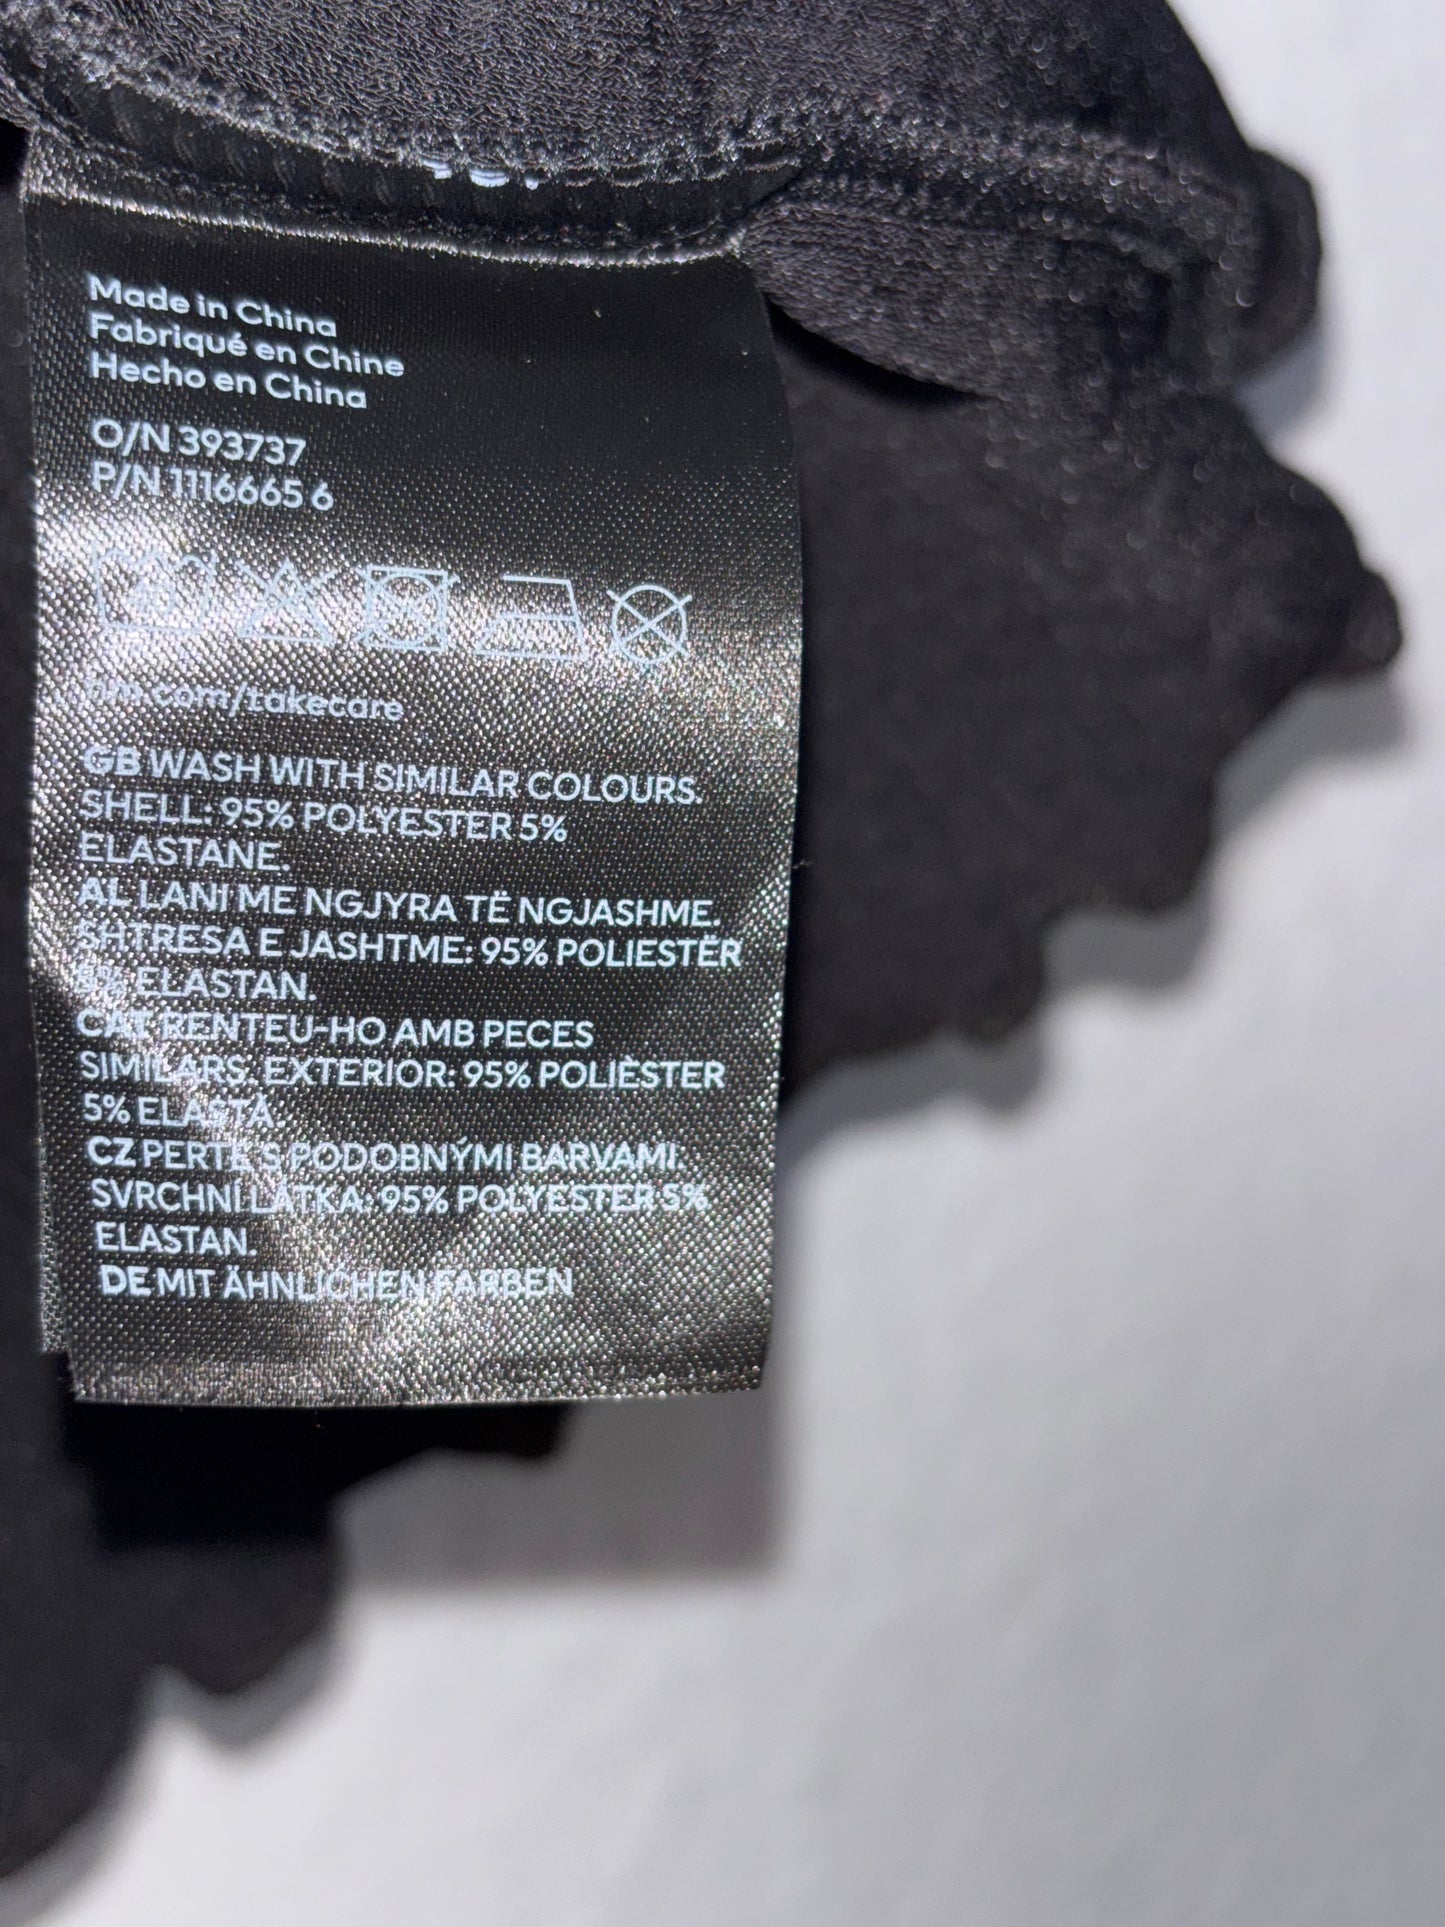 Made in China
Fabriqué en Chine
Hecho en China
O/N 393737
P/N 1116665 6
hm.com/takecare
GB WASH WITH SIMILAR COLOURS.
SHELL: 95% POLYESTER 5%
ELASTANE.
AL LANI ME NGJYRA TË NGJASHME.
SHTRESA E JASHTME: 95% POLIESTËR
5% ELASTAN.
CAT RENTEU-HO AMB PECES
SIMILARS. EXTERIOR: 95% POLIÈSTER
5% ELASTÀ.
CZ PERTE S PODOBNÝMI BARVAMI.
SVRCHNÍ LÁTKA: 95% POLYESTER 5%
ELASTAN.
DE MIT ÄHNLICHEN FARBEN